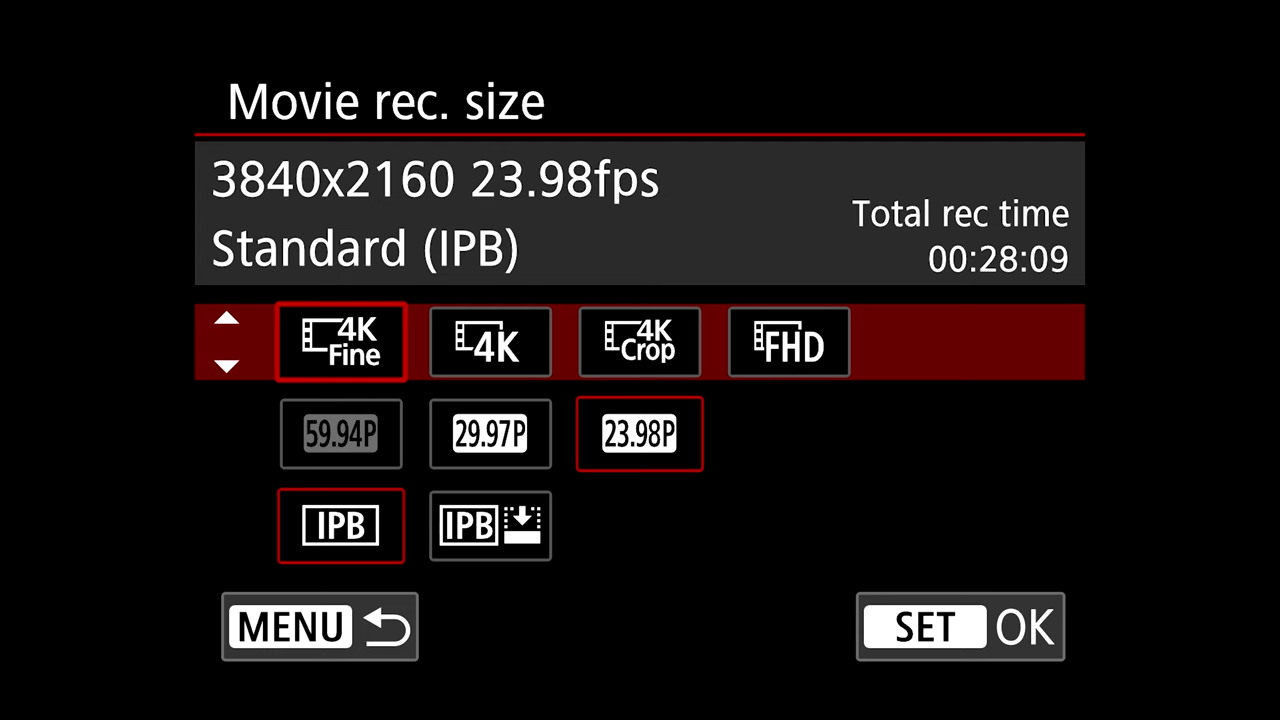 Movie rec. size
3840x2160 23.98fps
Total rec time
Standard (IPB)
00:28:09
4K Fine 4K 4K Crop FHD
59.94P 29.97P 23.98P
IPB IPB
MENU SET OK